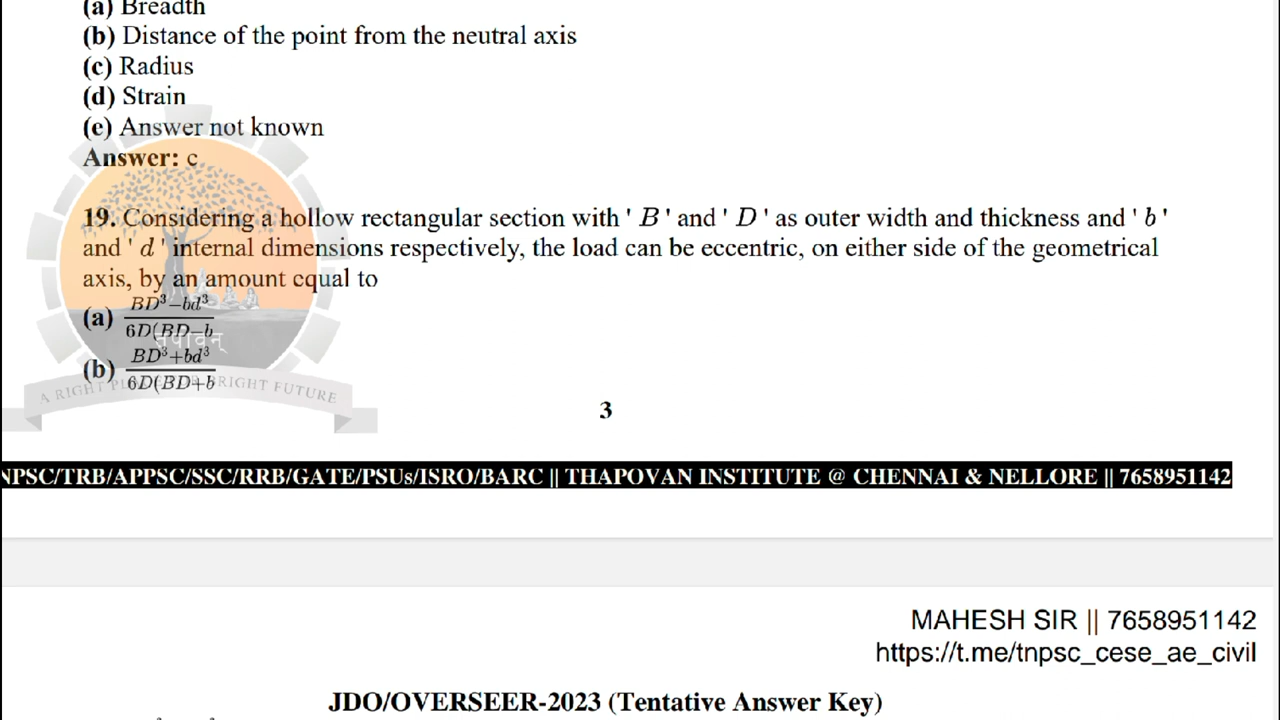 (a) Breadth
(b) Distance of the point from the neutral axis
(c) Radius
(d) Strain
(e) Answer not known
Answer: c
19. Considering a hollow rectangular section with ' B ' and ' D ' as outer width and thickness and ' b '
and ' d ' internal dimensions respectively, the load can be eccentric, on either side of the geometrical
axis, by an amount equal to
(a) BD³−bd³ / 6D(BD−b
(b) BD³+bd³ / 6D(BD+b
A RIGHT PL BRIGHT FUTURE
3
NPSC/TRB/APPSC/SSC/RRB/GATE/PSUs/ISRO/BARC || THAPOVAN INSTITUTE @ CHENNAI & NELLORE || 7658951142
MAHESH SIR || 7658951142
https://t.me/tnpsc_cese_ae_civil
JDO/OVERSEER-2023 (Tentative Answer Key)